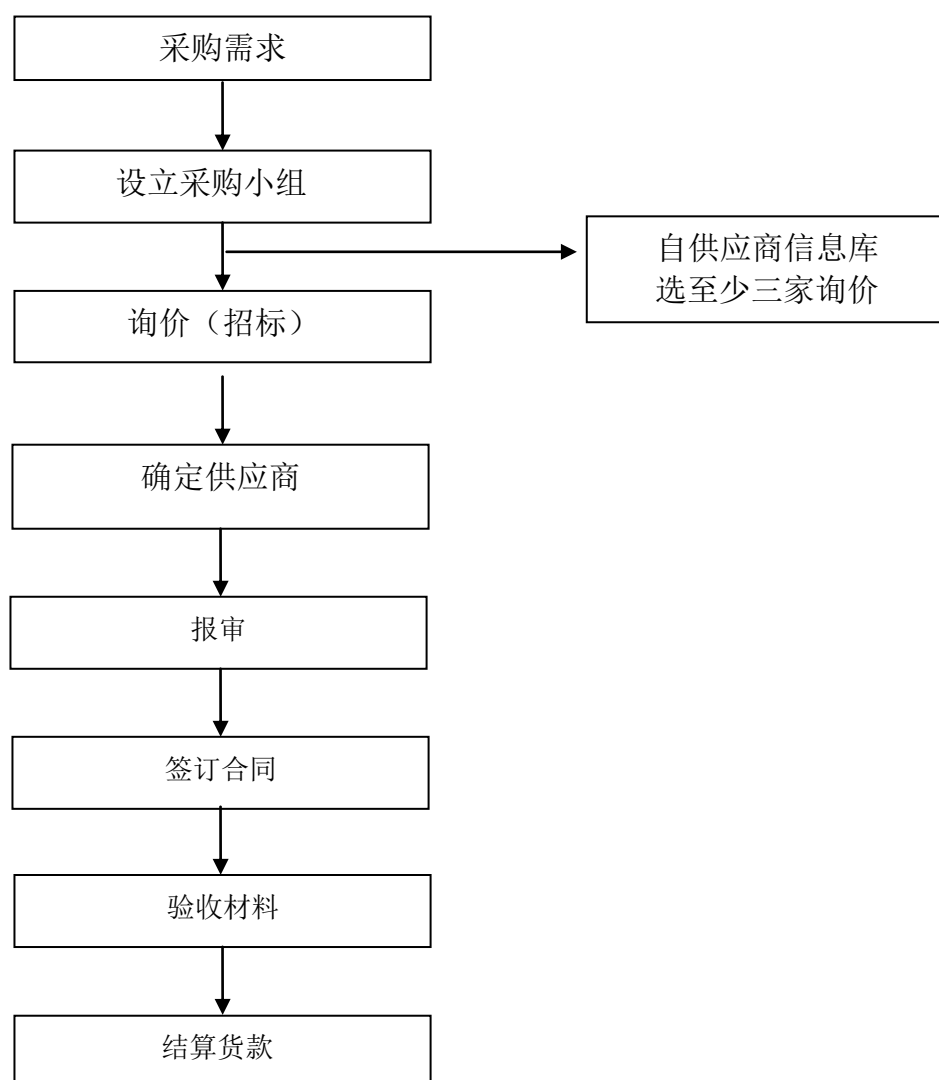 采购需求
设立采购小组
自供应商信息库
选至少三家询价
询价（招标）
确定供应商
报审
签订合同
验收材料
结算货款